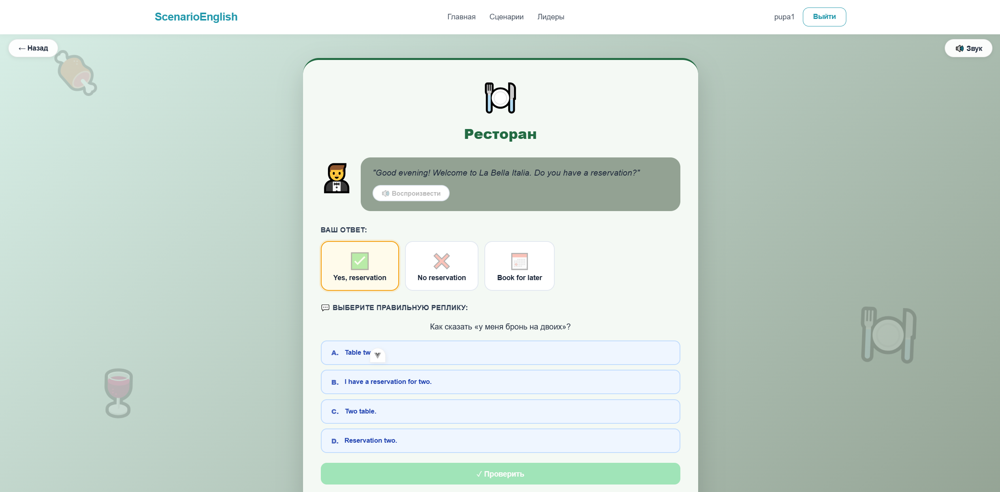 ScenarioEnglish
Главная Сценарии Лидеры
pupa1 Выйти
← Назад
Звук
Ресторан
"Good evening! Welcome to La Bella Italia. Do you have a reservation?"
Воспроизвести
ВАШ ОТВЕТ:
Yes, reservation
No reservation
Book for later
ВЫБЕРИТЕ ПРАВИЛЬНУЮ РЕПЛИКУ:
Как сказать «у меня бронь на двоих»?
A. Table
B. I have a reservation for two.
C. Two table.
D. Reservation two.
✓ Проверить